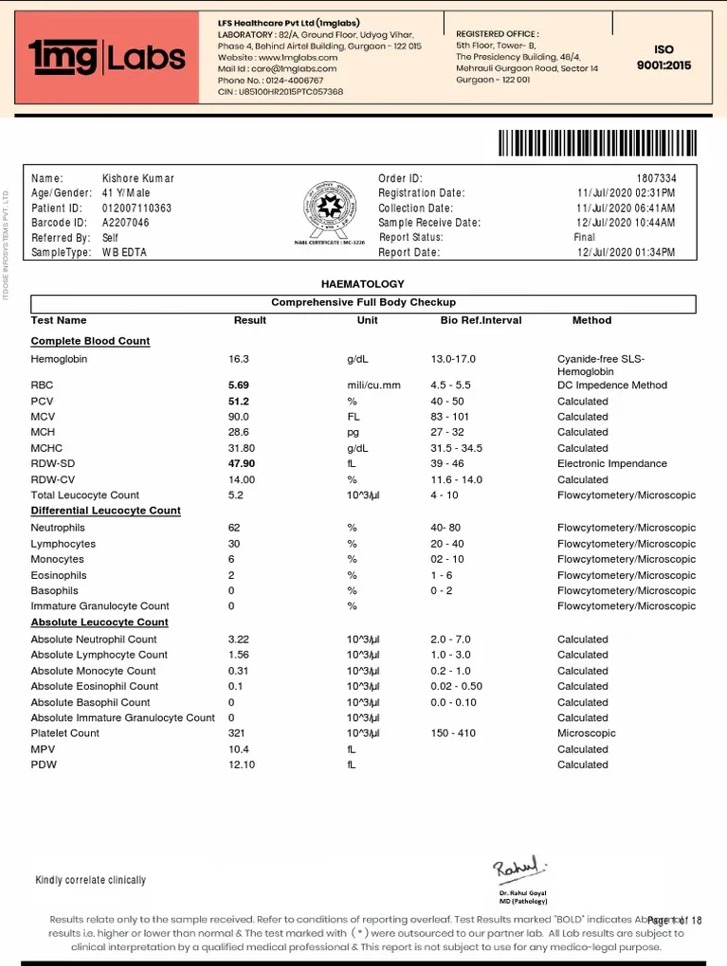 1mg Labs
LFS Healthcare Pvt Ltd (1mglabs)
LABORATORY : 82/A, Ground Floor, Udyog Vihar,
Phase 4, Behind Airtel Building, Gurgaon - 122 015
Website : www.1mglabs.com
Mail Id : care@1mglabs.com
Phone No. : 0124-4006767
CIN : U85100HR2015PTC057368
REGISTERED OFFICE :
5th Floor, Tower- B,
The Presidency Building, 46/4,
Mehrauli Gurgaon Road, Sector 14
Gurgaon - 122 001
ISO
9001:2015
ITDOSE INFOSYSTEMS PVT. LTD.
Name: Kishore Kumar
Age/Gender: 41 Y/Male
Patient ID: 012007110363
Barcode ID: A2207046
Referred By: Self
SampleType: WB EDTA
NABL CERTIFICATE : MC-3226
Order ID: 1807334
Registration Date: 11/Jul/2020 02:31PM
Collection Date: 11/Jul/2020 06:41AM
Sample Receive Date: 12/Jul/2020 10:44AM
Report Status: Final
Report Date: 12/Jul/2020 01:34PM
HAEMATOLOGY
Comprehensive Full Body Checkup
Test Name Result Unit Bio Ref.Interval Method
Complete Blood Count
Hemoglobin 16.3 g/dL 13.0-17.0 Cyanide-free SLS-
Hemoglobin
RBC 5.69 mili/cu.mm 4.5 - 5.5 DC Impedence Method
PCV 51.2 % 40 - 50 Calculated
MCV 90.0 FL 83 - 101 Calculated
MCH 28.6 pg 27 - 32 Calculated
MCHC 31.80 g/dL 31.5 - 34.5 Calculated
RDW-SD 47.90 fL 39 - 46 Electronic Impendance
RDW-CV 14.00 % 11.6 - 14.0 Calculated
Total Leucocyte Count 5.2 10^3/µl 4 - 10 Flowcytometery/Microscopic
Differential Leucocyte Count
Neutrophils 62 % 40- 80 Flowcytometery/Microscopic
Lymphocytes 30 % 20 - 40 Flowcytometery/Microscopic
Monocytes 6 % 02 - 10 Flowcytometery/Microscopic
Eosinophils 2 % 1 - 6 Flowcytometery/Microscopic
Basophils 0 % 0 - 2 Flowcytometery/Microscopic
Immature Granulocyte Count 0 % Flowcytometery/Microscopic
Absolute Leucocyte Count
Absolute Neutrophil Count 3.22 10^3/µl 2.0 - 7.0 Calculated
Absolute Lymphocyte Count 1.56 10^3/µl 1.0 - 3.0 Calculated
Absolute Monocyte Count 0.31 10^3/µl 0.2 - 1.0 Calculated
Absolute Eosinophil Count 0.1 10^3/µl 0.02 - 0.50 Calculated
Absolute Basophil Count 0 10^3/µl 0.0 - 0.10 Calculated
Absolute Immature Granulocyte Count 0 10^3/µl Calculated
Platelet Count 321 10^3/µl 150 - 410 Microscopic
MPV 10.4 fL Calculated
PDW 12.10 fL Calculated
Kindly correlate clinically
Rahul
Dr. Rahul Goyal
MD (Pathology)
Results relate only to the sample received. Refer to conditions of reporting overleaf. Test Results marked "BOLD" indicates Page 1 of 18
results i.e. higher or lower than normal & The test marked with (*) were outsourced to our partner lab. All Lab results are subject to
clinical interpretation by a qualified medical professional & This report is not subject to use for any medico-legal purpose.